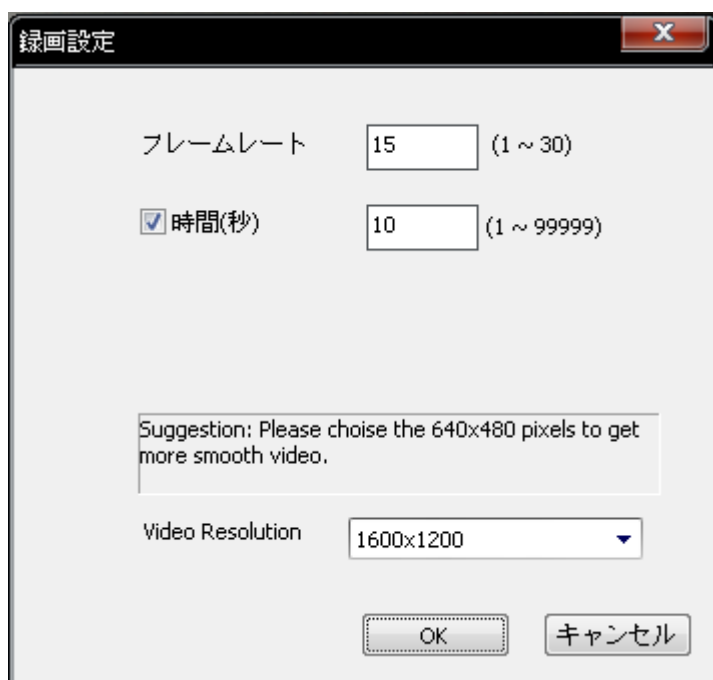 録画設定
フレームレート 15 (1 ~ 30)
時間(秒) 10 (1 ~ 99999)
Suggestion: Please choise the 640x480 pixels to get
more smooth video.
Video Resolution 1600x1200
OK キャンセル